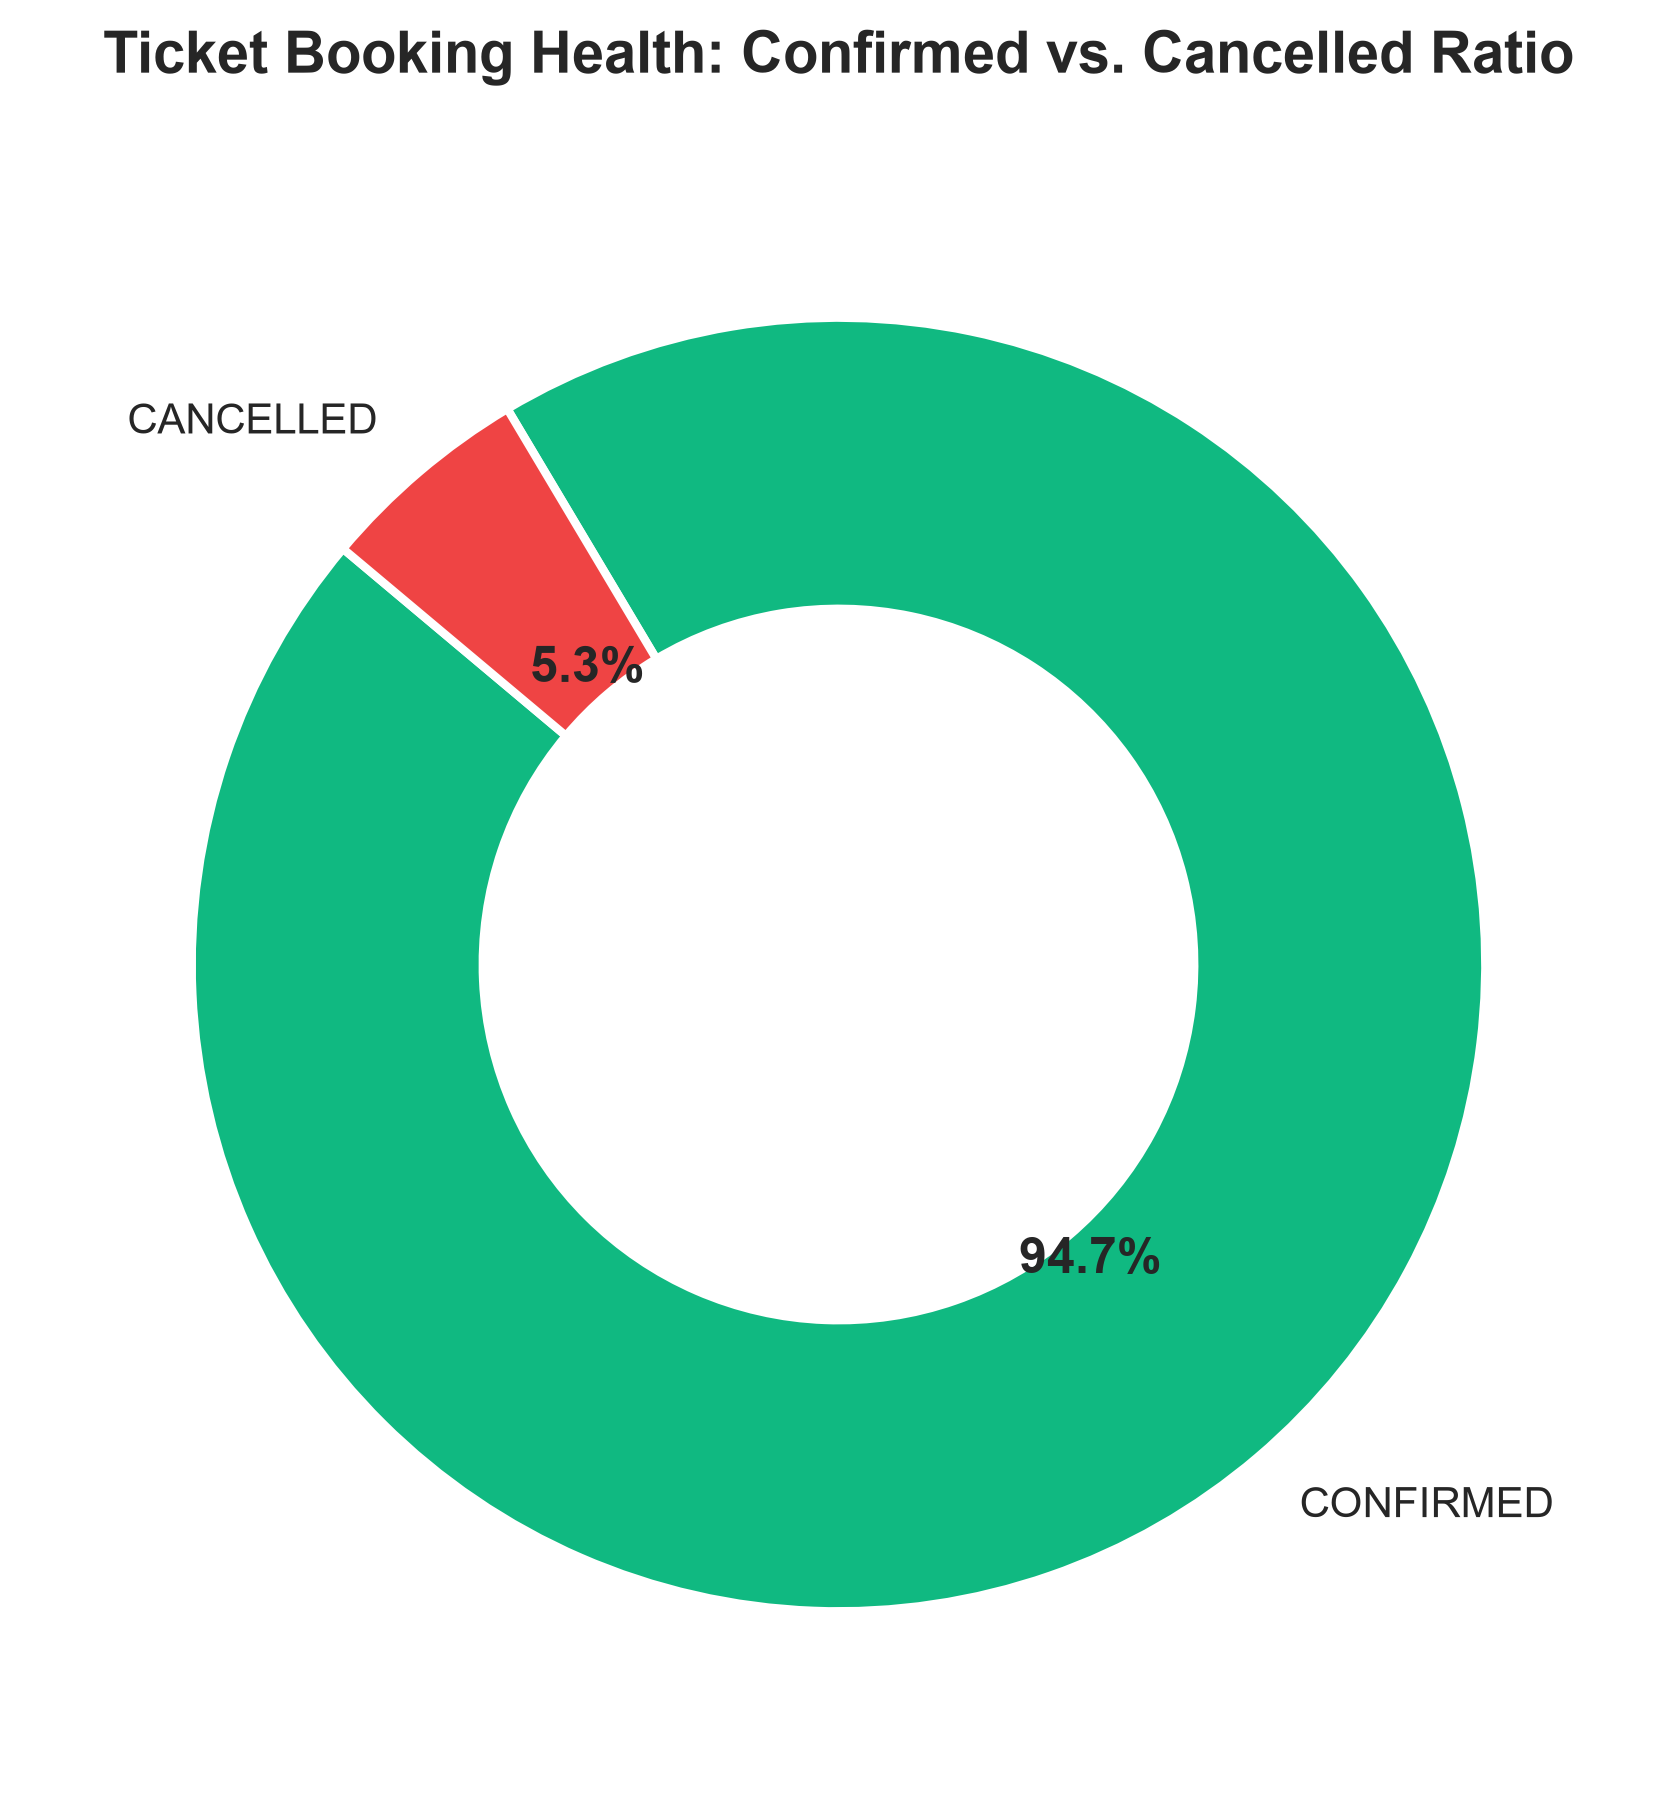 Ticket Booking Health: Confirmed vs. Cancelled Ratio
CANCELLED
5.3%
94.7%
CONFIRMED